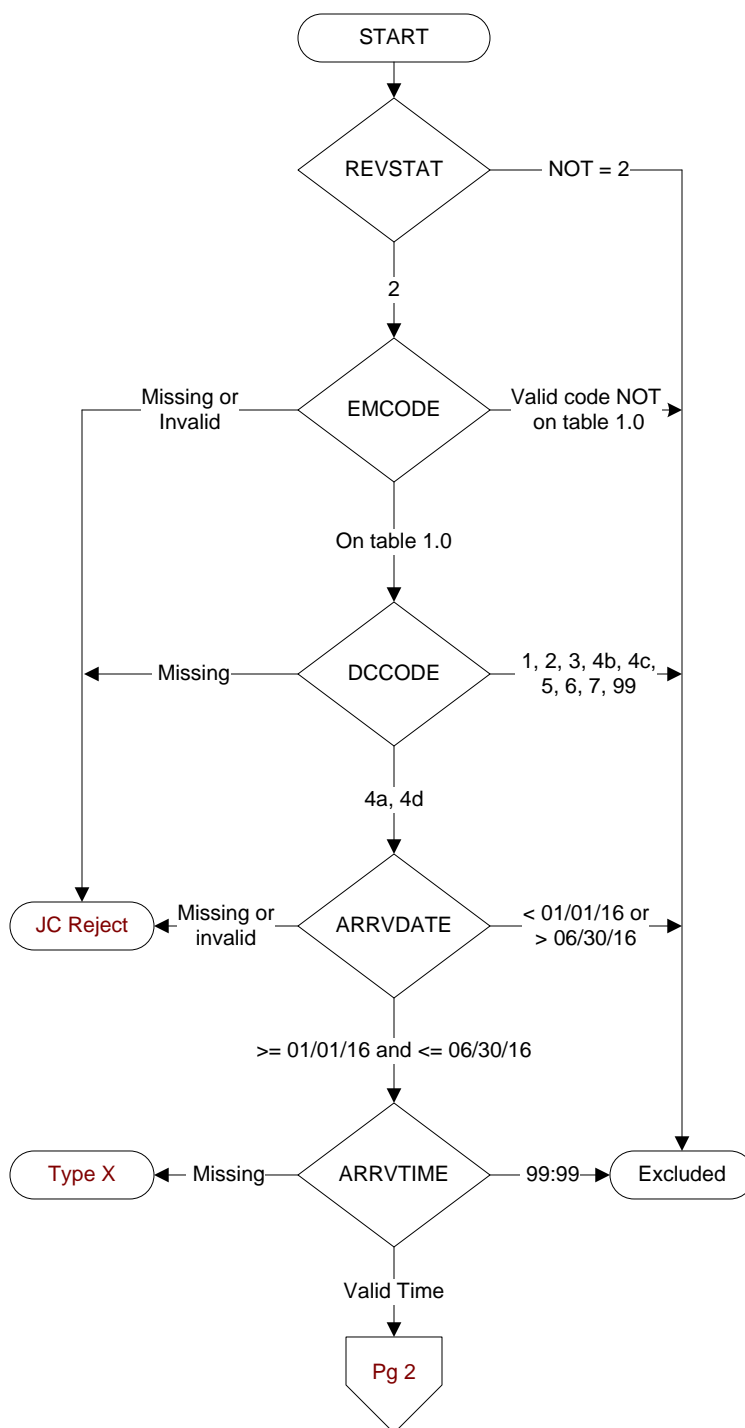 START
REVSTAT
NOT = 2
2
Missing or
Invalid
EMCODE
Valid code NOT
on table 1.0
On table 1.0
Missing
DCCODE
1, 2, 3, 4b, 4c,
5, 6, 7, 99
4a, 4d
JC Reject
Missing or
invalid
ARRVDATE
< 01/01/16 or
> 06/30/16
>= 01/01/16 and <= 06/30/16
Type X
Missing
ARRVTIME
99:99
Excluded
Valid Time
Pg 2